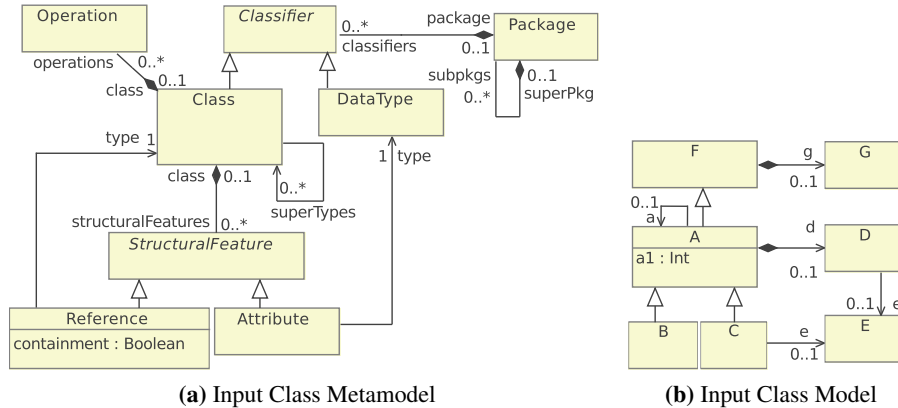 Operation
Classifier
0..*
classifiers
package
0..1
Package
operations
0..*
class
0..1
subpkgs
0..*
0..1
superPkg
Class
DataType
type
1
1
type
class
0..1
0..*
superTypes
structuralFeatures
0..*
StructuralFeature
Reference
containment : Boolean
Attribute
(a) Input Class Metamodel
F
g
0..1
G
0..1
a
A
a1 : Int
d
0..1
D
0..1
e
B
C
e
0..1
E
(b) Input Class Model